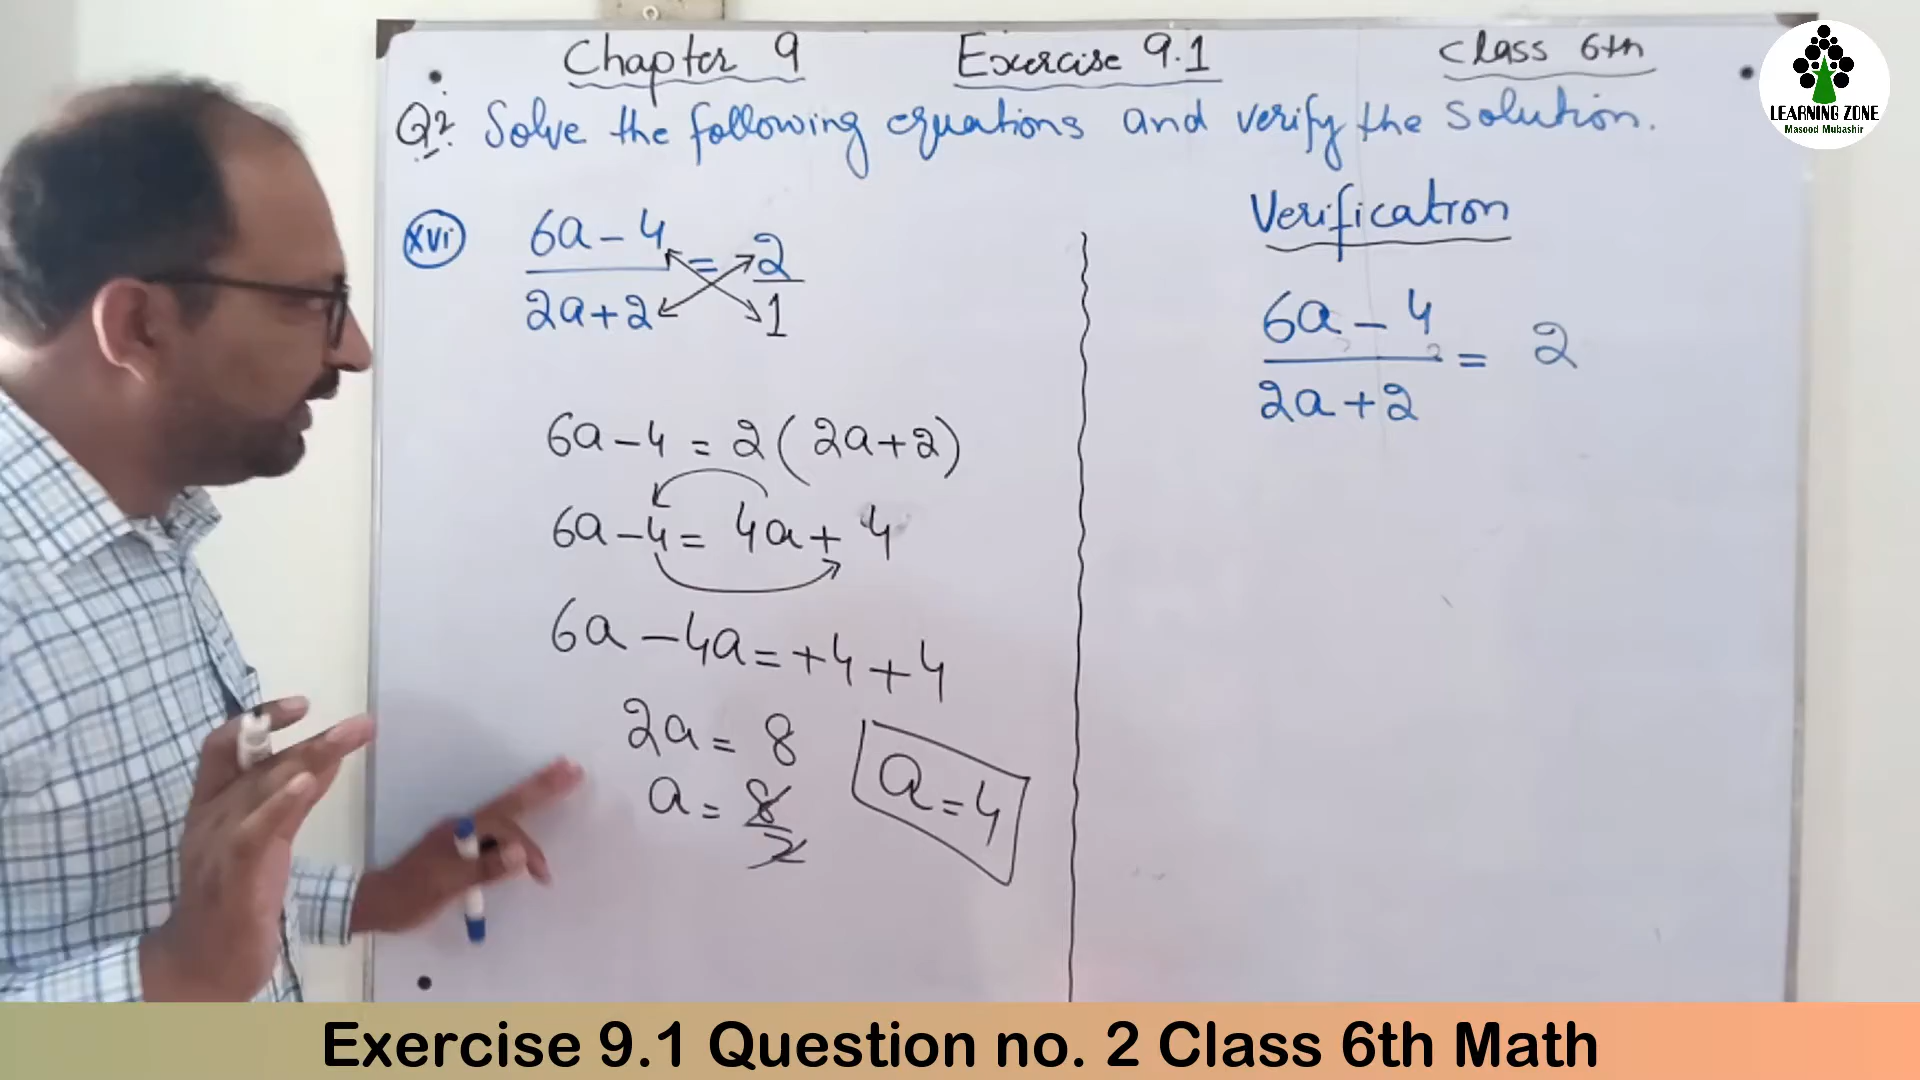 Chapter 9 Exercise 9.1 Class 6th
Q2. Solve the following equations and verify the solution.
xvi
6a - 4
= 2
2a + 2
1
6a - 4 = 2 ( 2a + 2 )
6a - 4 = 4a + 4
6a - 4a = +4 + 4
2a = 8
a = 8
2
a = 4
Verification
6a - 4
= 2
2a + 2
LEARNING ZONE
Masood Mubashir
Exercise 9.1 Question no. 2 Class 6th Math